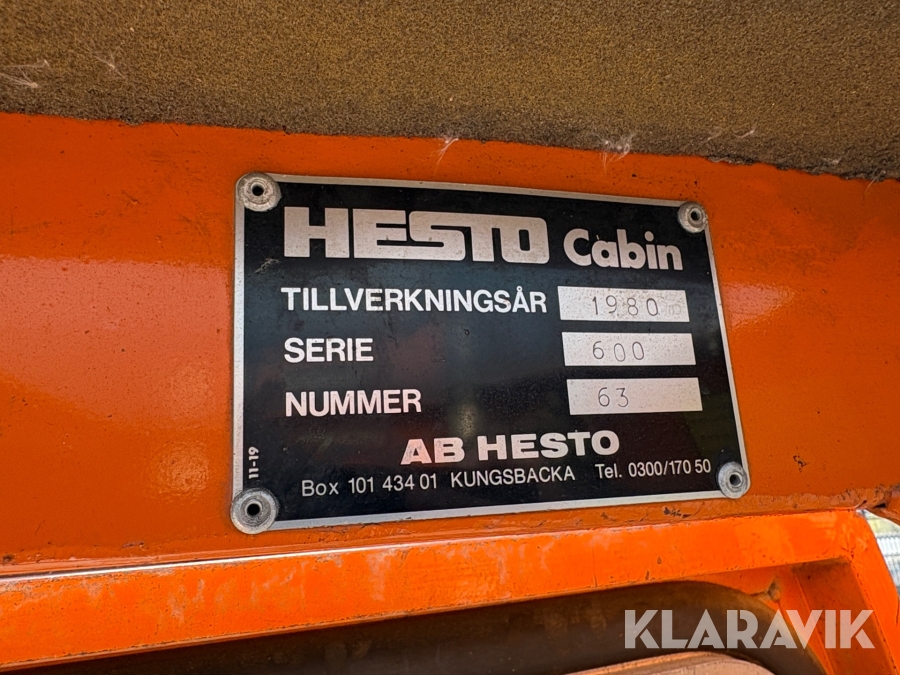 HESTO Cabin
TILLVERKNINGSÅR 1980
SERIE 600
NUMMER 63
AB HESTO
Box 101 434 01 KUNGSBACKA Tel. 0300/170 50
11-19
KLARAVIK